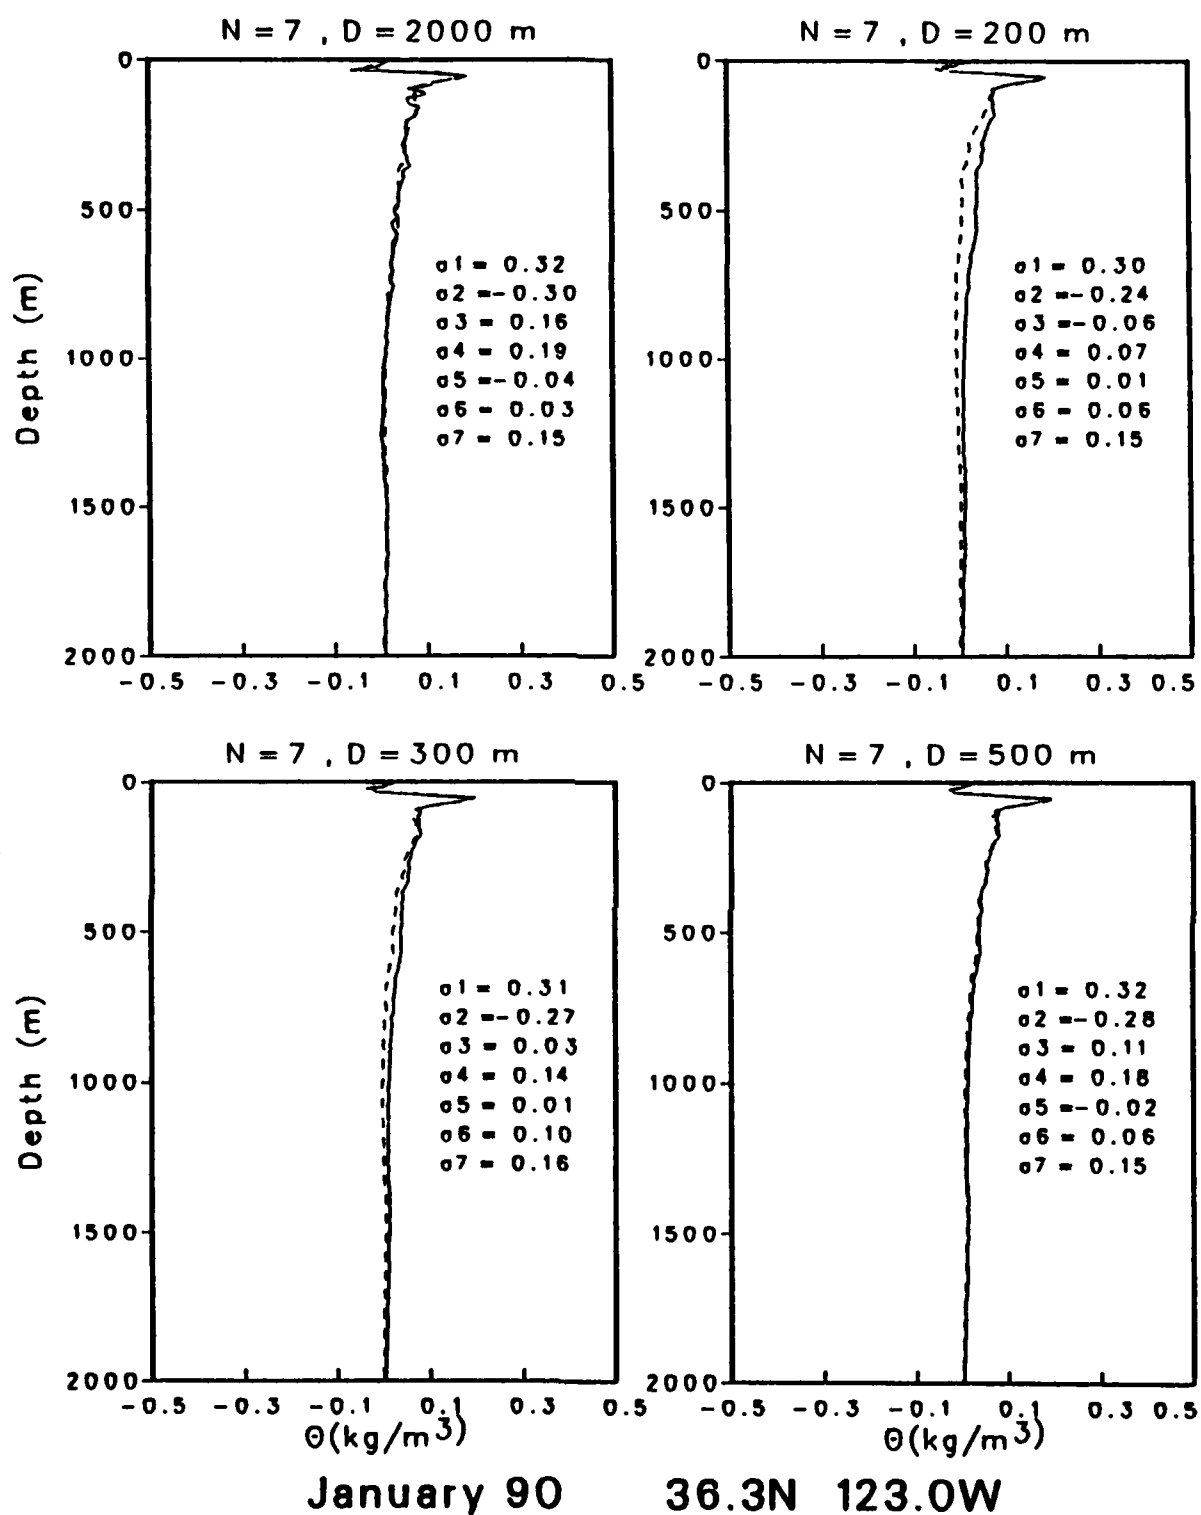 N = 7 , D = 2000 m
0
500
1000
1500
2000
Depth (m)
σ1 = 0.32
σ2 =-0.30
σ3 = 0.16
σ4 = 0.19
σ5 =-0.04
σ6 = 0.03
σ7 = 0.15
-0.5 -0.3 -0.1 0.1 0.3 0.5
N = 7 , D = 200 m
0
500
1000
1500
2000
σ1 = 0.30
σ2 =-0.24
σ3 =-0.06
σ4 = 0.07
σ5 = 0.01
σ6 = 0.06
σ7 = 0.15
-0.5 -0.3 -0.1 0.1 0.3 0.5
N = 7 , D = 300 m
0
500
1000
1500
2000
Depth (m)
σ1 = 0.31
σ2 =-0.27
σ3 = 0.03
σ4 = 0.14
σ5 = 0.01
σ6 = 0.10
σ7 = 0.16
-0.5 -0.3 -0.1 0.1 0.3 0.5
Θ(kg/m³)
N = 7 , D = 500 m
0
500
1000
1500
2000
σ1 = 0.32
σ2 =-0.28
σ3 = 0.11
σ4 = 0.18
σ5 =-0.02
σ6 = 0.06
σ7 = 0.15
-0.5 -0.3 -0.1 0.1 0.3 0.5
Θ(kg/m³)
January 90 36.3N 123.0W